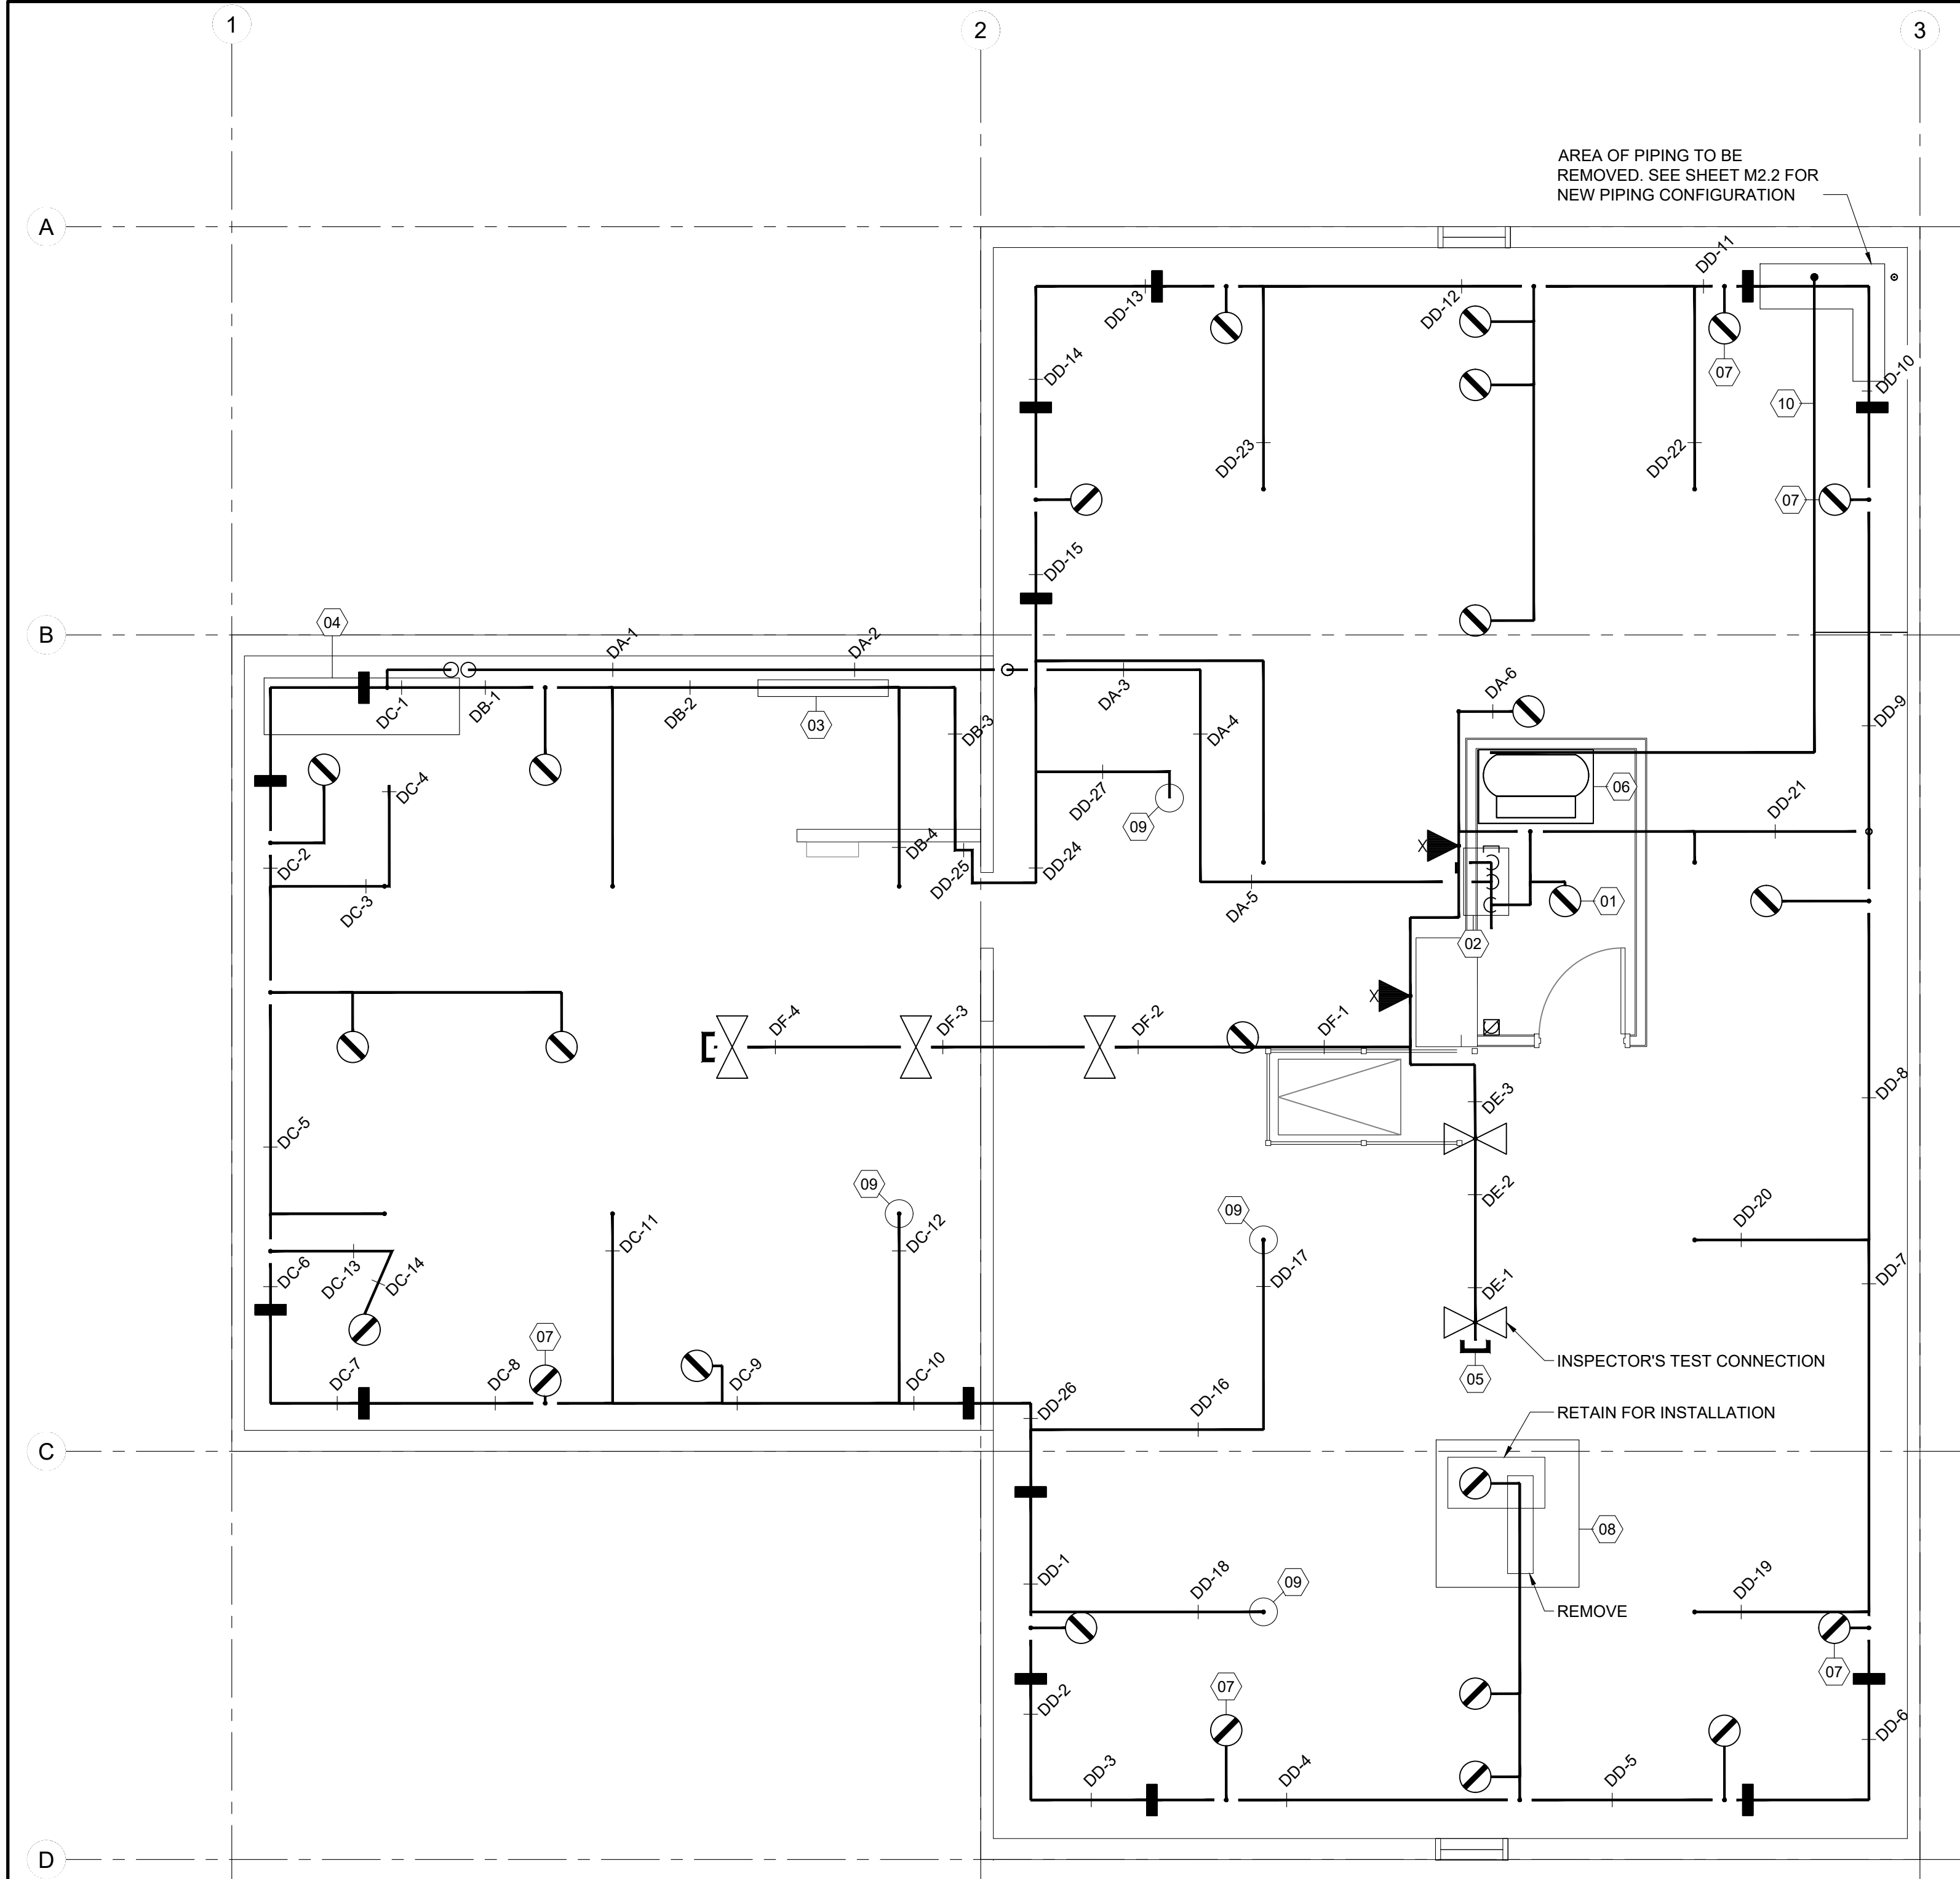 1
2
3
AREA OF PIPING TO BE
REMOVED. SEE SHEET M2.2 FOR
NEW PIPING CONFIGURATION
A
DD-11
DD-13
DD-12
DD-14
DD-10
07
10
DD-23
DD-22
07
DD-15
04
B
DA-1
DA-2
DA-3
DA-6
DC-1
DB-1
DB-2
03
DB-3
DA-4
DD-9
DC-4
DD-27
09
06
DD-21
X
DC-2
DB-4
DD-25
DD-24
DC-3
DA-5
01
02
X
DF-4
DF-3
DF-2
DF-1
DE-3
DD-8
DC-5
09
09
DE-2
DD-20
DC-11
DC-12
DC-6
DC-13
DC-14
DD-17
DE-1
DD-7
07
INSPECTOR'S TEST CONNECTION
05
DC-7
DC-8
DC-9
DC-10
DD-26
DD-16
RETAIN FOR INSTALLATION
C
08
DD-1
DD-18
09
DD-19
REMOVE
07
07
DD-2
DD-6
DD-3
DD-4
DD-5
D